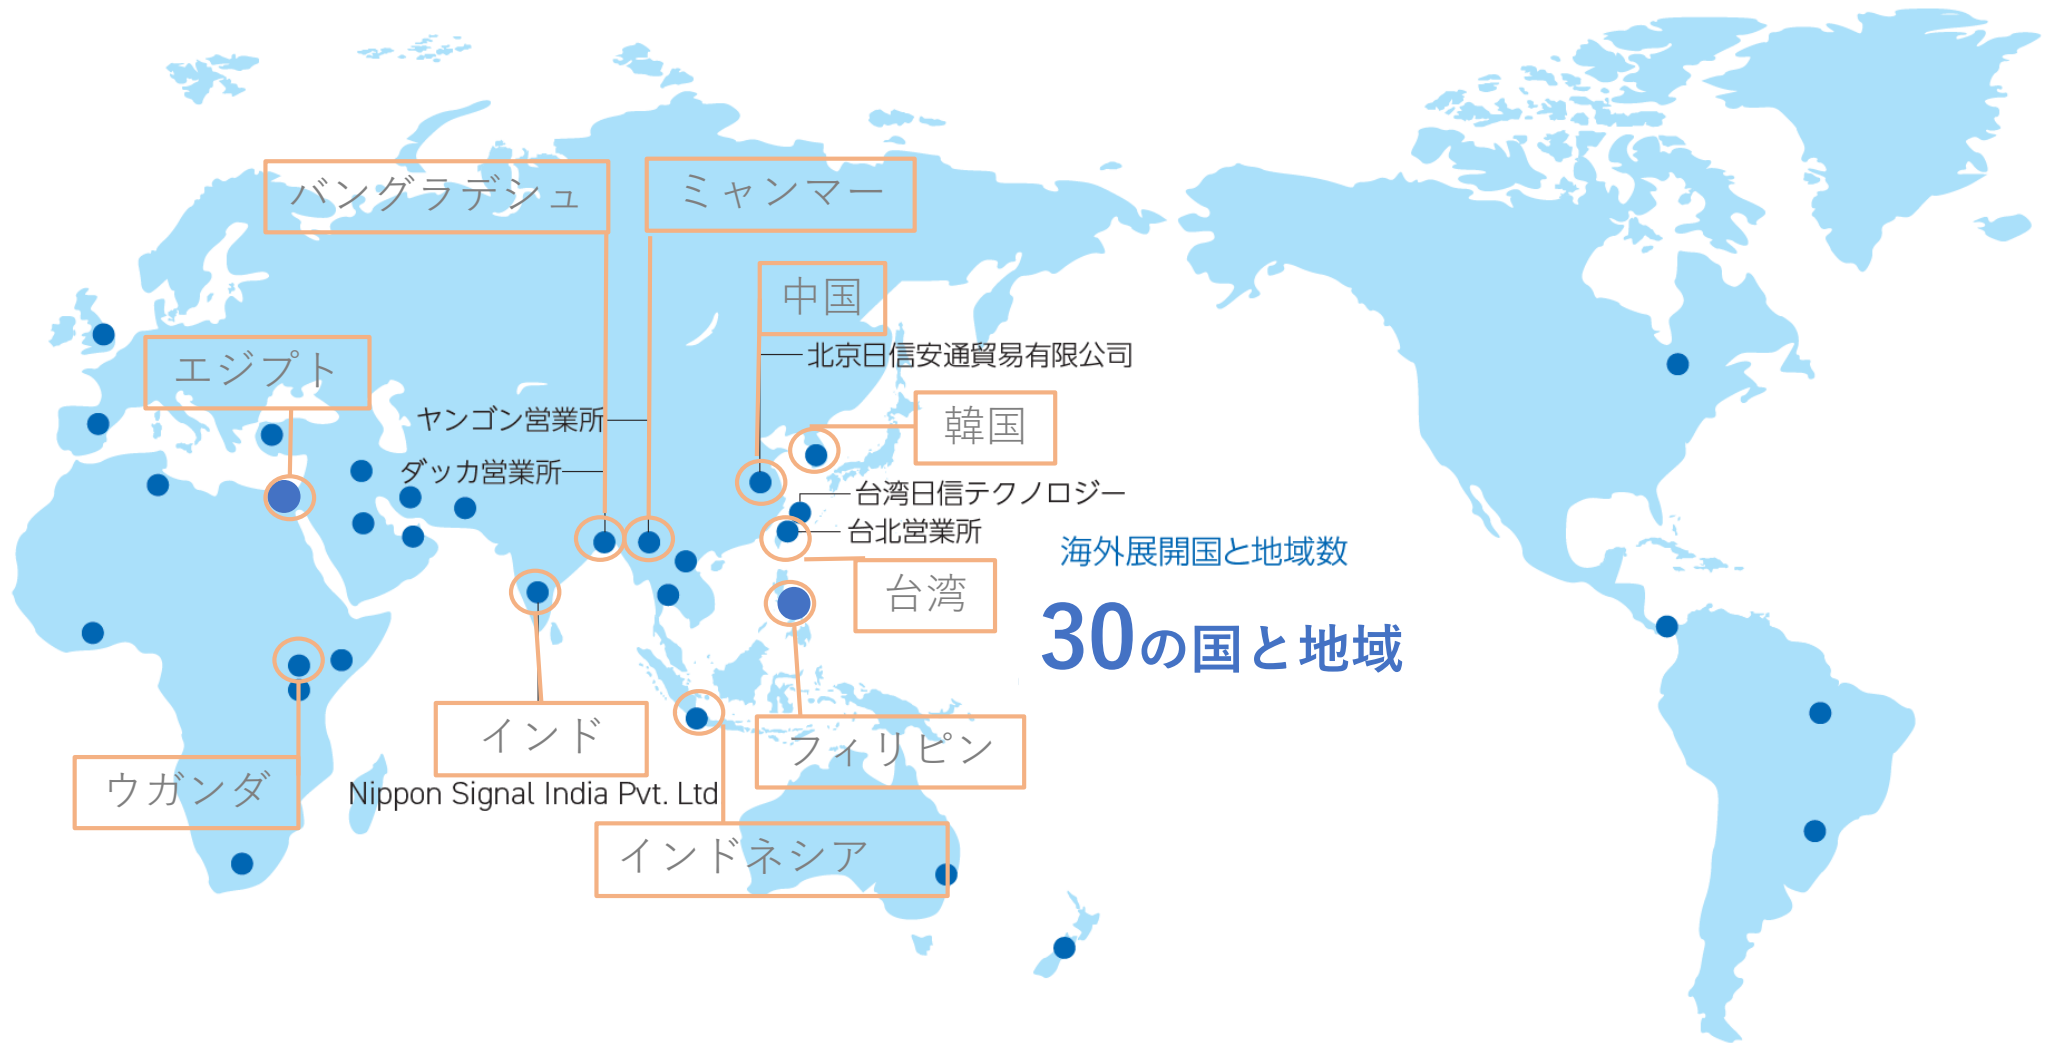 バングラデシュ
ミャンマー
中国
北京日信安通貿易有限公司
エジプト
ヤンゴン営業所
韓国
ダッカ営業所
台湾日信テクノロジー
台北営業所
海外展開国と地域数
台湾
30の国と地域
インド
フィリピン
ウガンダ
Nippon Signal India Pvt. Ltd
インドネシア